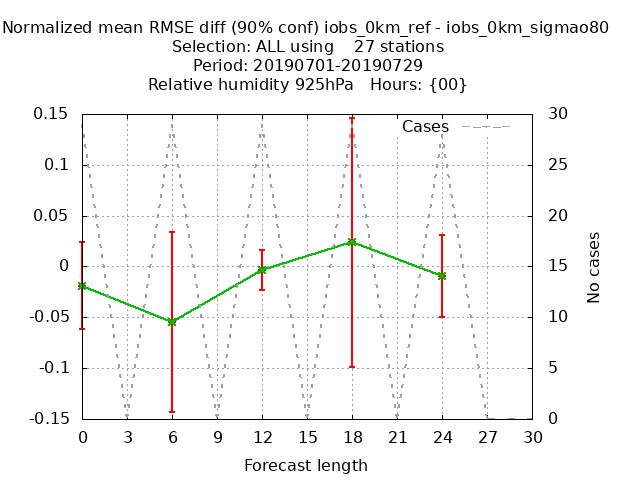 Normalized mean RMSE diff (90% conf) iobs_0km_ref - iobs_0km_sigmao80
Selection: ALL using    27 stations
Period: 20190701-20190729
Relative humidity 925hPa   Hours: {00}
0.15
0.1
0.05
0
-0.05
-0.1
-0.15
Cases
30
25
20
15
10
5
0
No cases
0 3 6 9 12 15 18 21 24 27 30
Forecast length